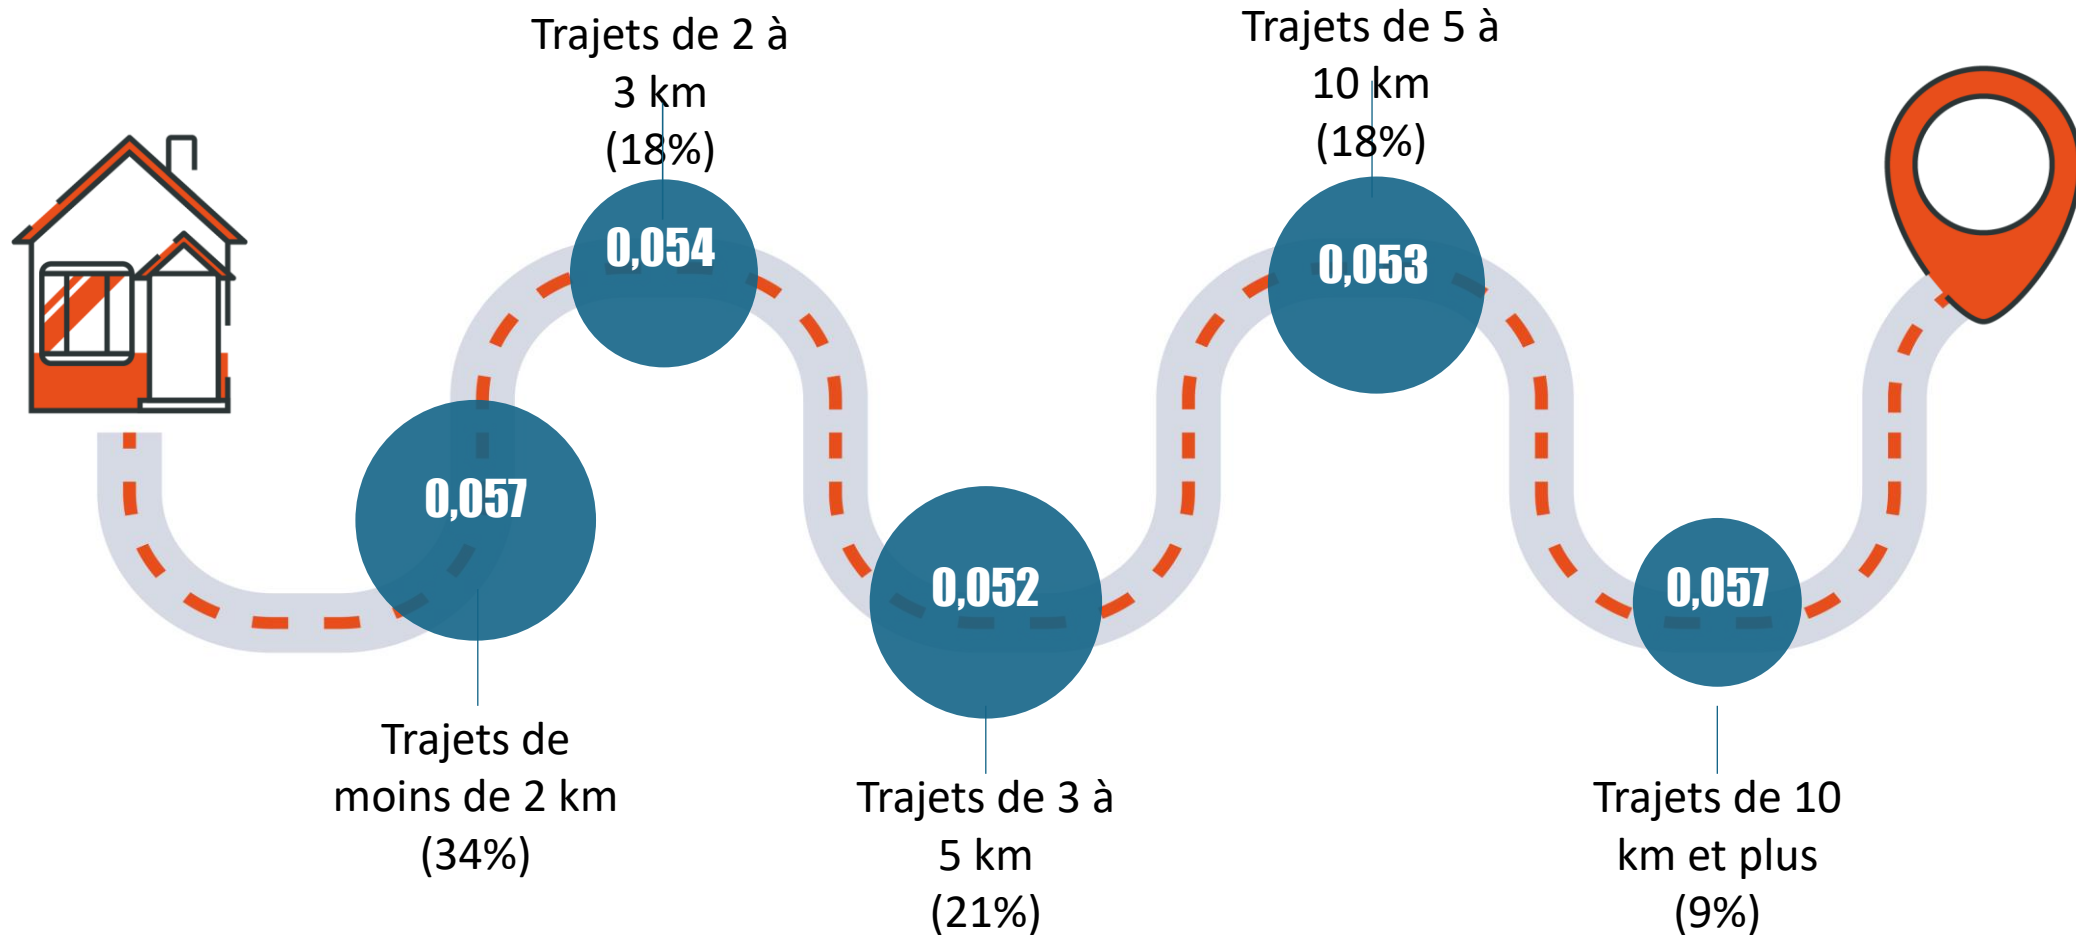 Trajets de 2 à
3 km
(18%)
0,054
Trajets de 5 à
10 km
(18%)
0,053
0,057
Trajets de
moins de 2 km
(34%)
0,052
Trajets de 3 à
5 km
(21%)
0,057
Trajets de 10
km et plus
(9%)